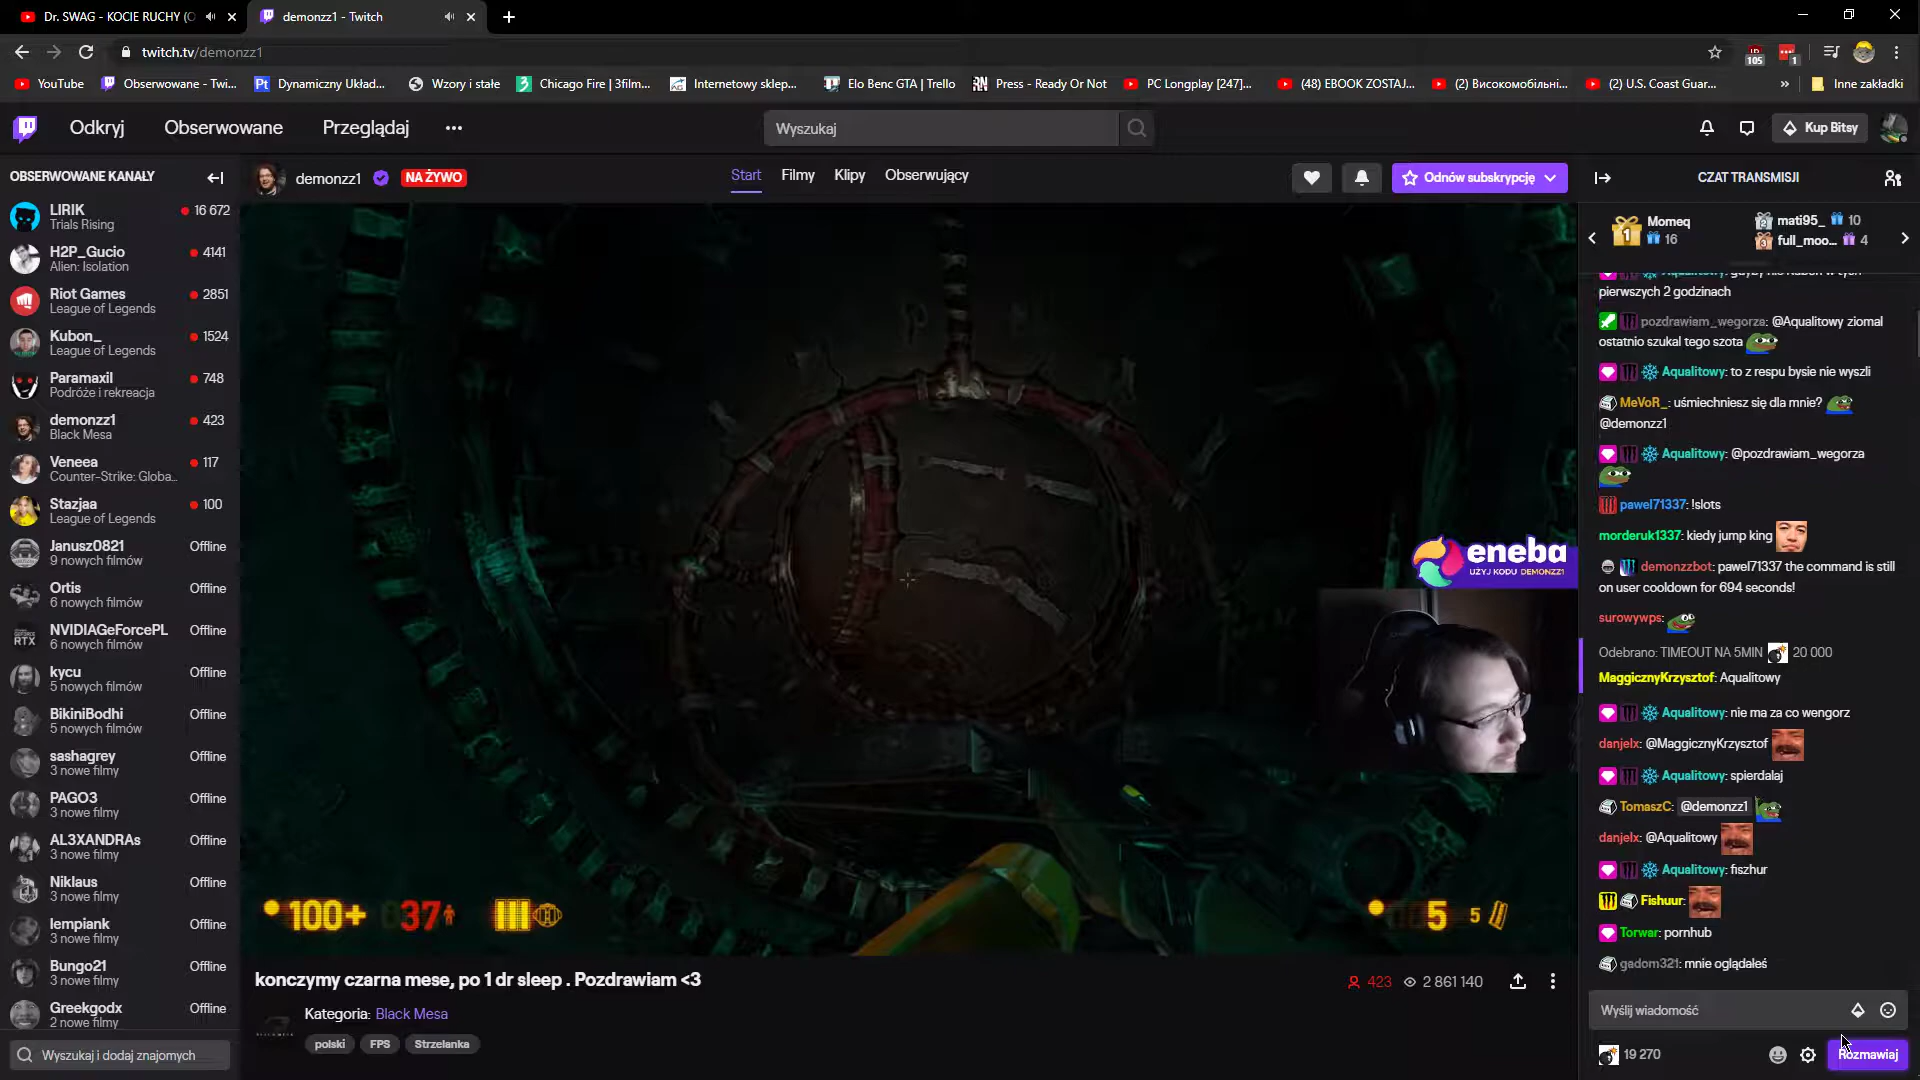 Dr. SWAG - KOCIE RUCHY (O
demonzz1 - Twitch
twitch.tv/demonzz1
105
1
YouTube
Obserwowane - Twi...
Dynamiczny Układ...
Wzory i stałe
Chicago Fire | 3film...
Internetowy sklep...
Elo Benc GTA | Trello
Press - Ready Or Not
PC Longplay [247]...
(48) EBOOK ZOSTAJ...
(2) Високомобільні...
(2) U.S. Coast Guar...
»
Inne zakładki
Odkryj
Obserwowane
Przeglądaj
Wyszukaj
Kup Bitsy
OBSERWOWANE KANAŁY
LIRIK
16 672
Trials Rising
H2P_Gucio
4141
Alien: Isolation
Riot Games
2851
League of Legends
Kubon_
1524
League of Legends
Paramaxil
748
Podróże i rekreacja
demonzz1
423
Black Mesa
Veneea
117
Counter-Strike: Globa...
Stazjaa
100
League of Legends
Janusz0821
Offline
9 nowych filmów
Ortis
Offline
6 nowych filmów
NVIDIAGeForcePL
Offline
6 nowych filmów
kycu
Offline
5 nowych filmów
BikiniBodhi
Offline
5 nowych filmów
sashagrey
Offline
3 nowe filmy
PAGO3
Offline
3 nowe filmy
AL3XANDRAs
Offline
3 nowe filmy
Niklaus
Offline
3 nowe filmy
lempiank
Offline
3 nowe filmy
Bungo21
Offline
3 nowe filmy
Greekgodx
Offline
2 nowe filmy
Wyszukaj i dodaj znajomych
demonzz1
NA ŻYWO
Start
Filmy
Klipy
Obserwujący
Odnów subskrypcję
eneba
UŻYJ KODU DEMONZZ1
100+
37
5
5
konczymy czarna mese, po 1 dr sleep . Pozdrawiam <3
423
2 861 140
Kategoria: Black Mesa
polski
FPS
Strzelanka
CZAT TRANSMISJI
1
Momeq
16
mati95_
10
full_moo...
4
pierwszych 2 godzinach
pozdrawiam_wegorza: @Aqualitowy ziomal
ostatnio szukal tego szota
Aqualitowy: to z respu bysie nie wyszli
MeVoR_: uśmiechniesz się dla mnie?
@demonzz1
Aqualitowy: @pozdrawiam_wegorza
pawel71337: !slots
morderuk1337: kiedy jump king
demonzzbot: pawel71337 the command is still
on user cooldown for 694 seconds!
surowywps:
Odebrano: TIMEOUT NA 5MIN 20 000
MaggicznyKrzysztof: Aqualitowy
Aqualitowy: nie ma za co wengorz
danjelx: @MaggicznyKrzysztof
Aqualitowy: spierdalaj
TomaszC: @demonzz1
danjelx: @Aqualitowy
Aqualitowy: fiszhur
Fishuur:
Torwar: pornhub
gadom321: mnie oglądałeś
Wyślij wiadomość
19 270
Rozmawiaj